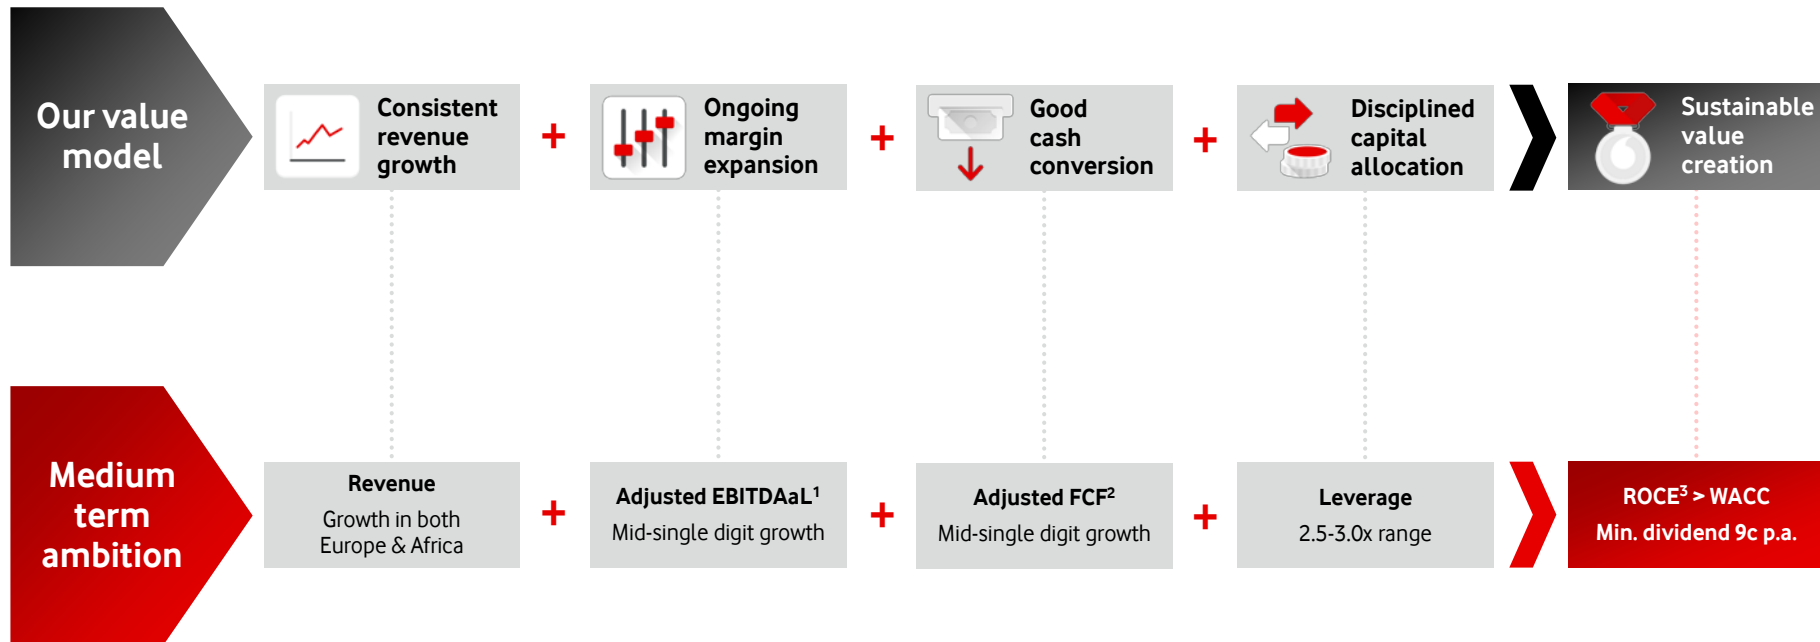 Our value
model
Consistent
revenue
growth
+
Ongoing
margin
expansion
+
Good
cash
conversion
+
Disciplined
capital
allocation
Sustainable
value
creation
Medium
term
ambition
Revenue
Growth in both
Europe & Africa
+
Adjusted EBITDAaL¹
Mid-single digit growth
+
Adjusted FCF²
Mid-single digit growth
+
Leverage
2.5-3.0x range
ROCE³ > WACC
Min. dividend 9c p.a.